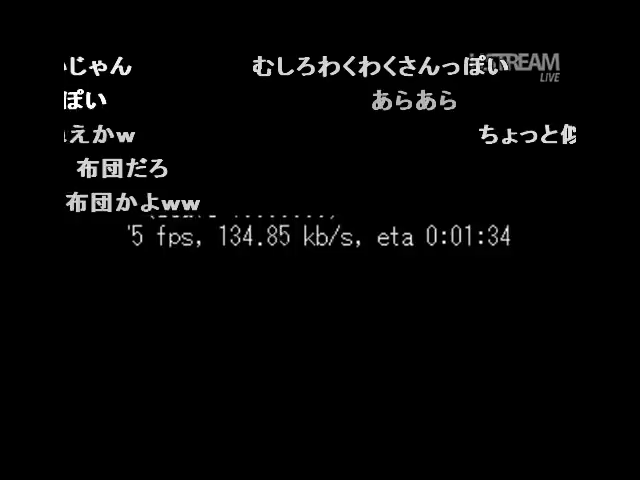 いじゃん むしろわくわくさんっぽい USTREAM
LIVE
ぽい あらあら
えかw ちょっと似
布団だろ
布団かよww
5 fps, 134.85 kb/s, eta 0:01:34